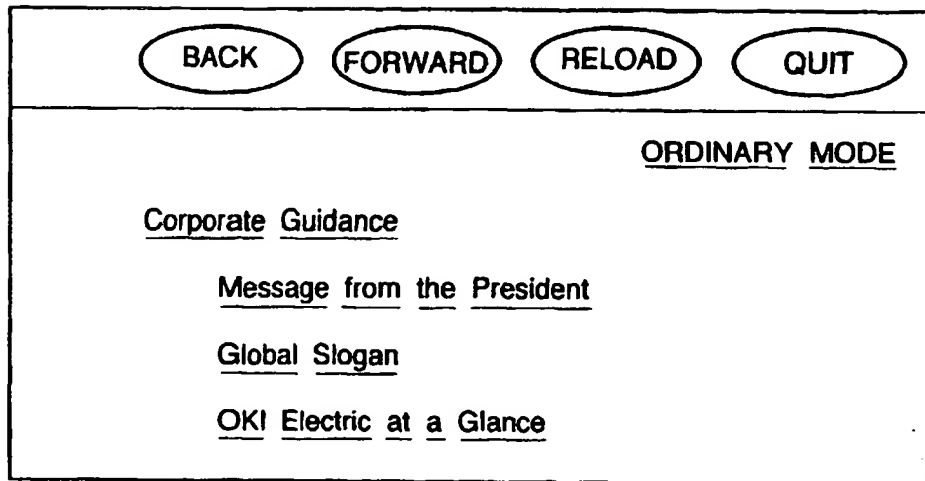 BACK FORWARD RELOAD QUIT
ORDINARY MODE
Corporate Guidance
Message from the President
Global Slogan
OKI Electric at a Glance